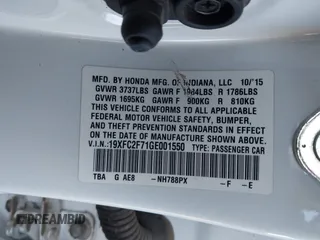 MFD. BY HONDA MFG. OF INDIANA, LLC 10/15
GVWR 3737LBS GAWR F 1984LBS R 1786LBS
GVWR 1695KG GAWR F 900KG R 810KG
THIS VEHICLE CONFORMS TO ALL APPLICABLE
FEDERAL MOTOR VEHICLE SAFETY, BUMPER,
AND THEFT PREVENTION STANDARDS IN EFFECT
ON THE DATE OF MANUFACTURE SHOWN ABOVE.
V.I.N.:19XFC2F71GE001550 TYPE: PASSENGER CAR
TBA G AE8 -NH788PX -F -E
DREAMBID